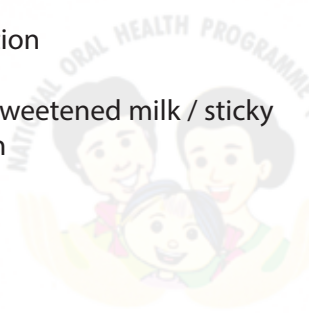 ion
NATIONAL ORAL HEALTH PROGRAMME
weetened milk / sticky
n